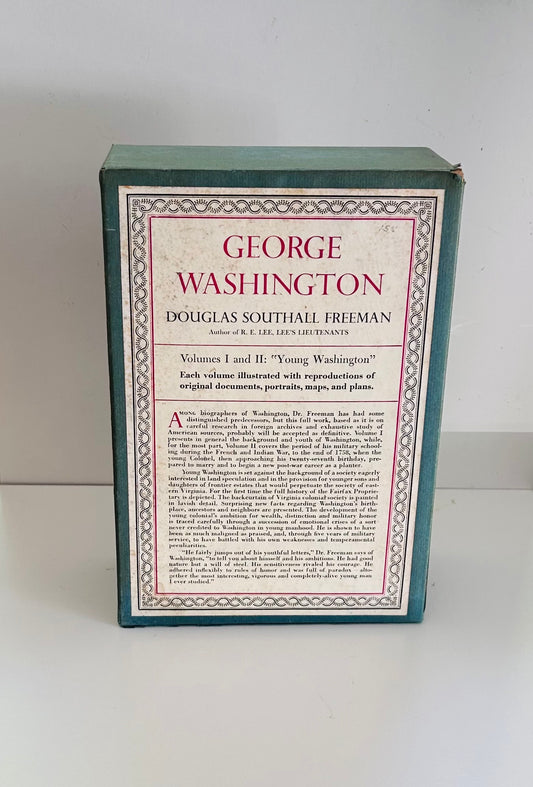 158
GEORGE
WASHINGTON
DOUGLAS SOUTHALL FREEMAN
Author of R. E. LEE, LEE'S LIEUTENANTS
Volumes I and II: "Young Washington"
Each volume illustrated with reproductions of
original documents, portraits, maps, and plans.
AMONG biographers of Washington, Dr. Freeman has had some
distinguished predecessors, but this full work, based as it is on
careful research in foreign archives and exhaustive study of
American sources, probably will be accepted as definitive. Volume I
presents in general the background and youth of Washington, while,
for the most part, Volume II covers the period of his military school-
ing during the French and Indian War, to the end of 1758, when the
young Colonel, then approaching his twenty-seventh birthday, pre-
pared to marry and to begin a new post-war career as a planter.
Young Washington is set against the background of a society eagerly
interested in land speculation and in the provision for younger sons and
daughters of frontier estates that would perpetuate the society of east-
ern Virginia. For the first time the full history of the Fairfax Proprie-
tary is depicted. The backcurtain of Virginia colonial society is painted
in lavish detail. Surprising new facts regarding Washington's birth-
place, ancestors and neighbors are presented. The development of the
young colonial's ambition for wealth, distinction and military honor
is traced carefully through a succession of emotional crises of a sort
never credited to Washington in young manhood. He is shown to have
been as much maligned as praised, and, through five years of military
service, to have battled with his own weaknesses and temperamental
peculiarities.
"He fairly jumps out of his youthful letters," Dr. Freeman says of
Washington, "to tell you about himself and his ambitions. He had good
nature but a will of steel. His sensitiveness rivaled his courage. He
adhered inflexibly to rules of honor and was full of paradox - alto-
gether the most interesting, vigorous and completely-alive young man
I ever studied."